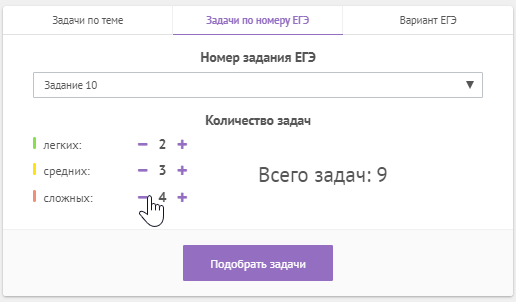 Задачи по теме Задачи по номеру ЕГЭ Вариант ЕГЭ
Номер задания ЕГЭ
Задание 10
Количество задач
легких: − 2 +
средних: − 3 +
Всего задач: 9
сложных: − 4 +
Подобрать задачи